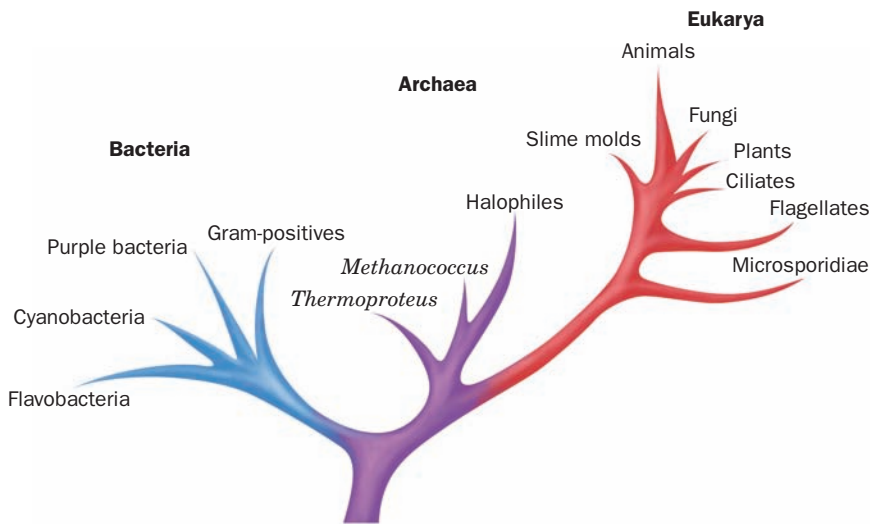 Eukarya
Animals
Archaea
Fungi
Slime molds
Plants
Bacteria
Ciliates
Halophiles
Flagellates
Gram-positives
Purple bacteria
Methanococcus
Microsporidiae
Thermoproteus
Cyanobacteria
Flavobacteria